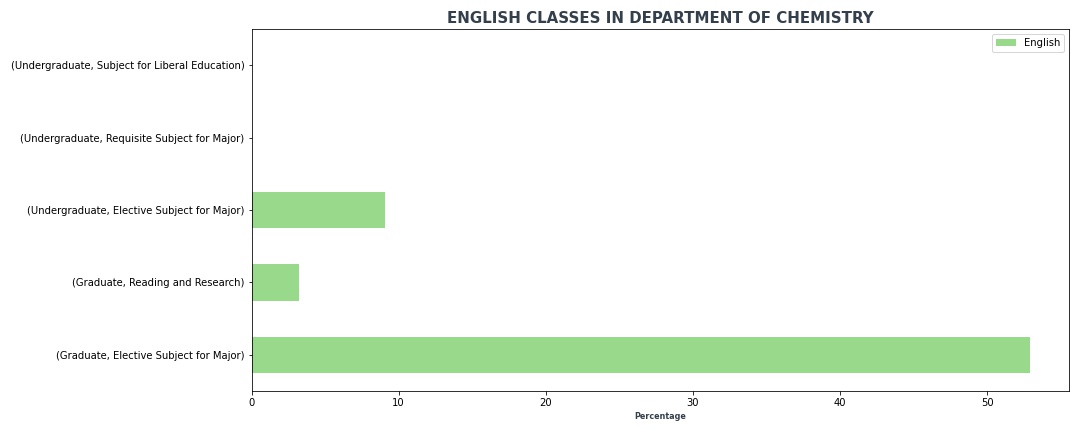 ENGLISH CLASSES IN DEPARTMENT OF CHEMISTRY
English
(Undergraduate, Subject for Liberal Education)
(Undergraduate, Requisite Subject for Major)
(Undergraduate, Elective Subject for Major)
(Graduate, Reading and Research)
(Graduate, Elective Subject for Major)
0 10 20 30 40 50
Percentage